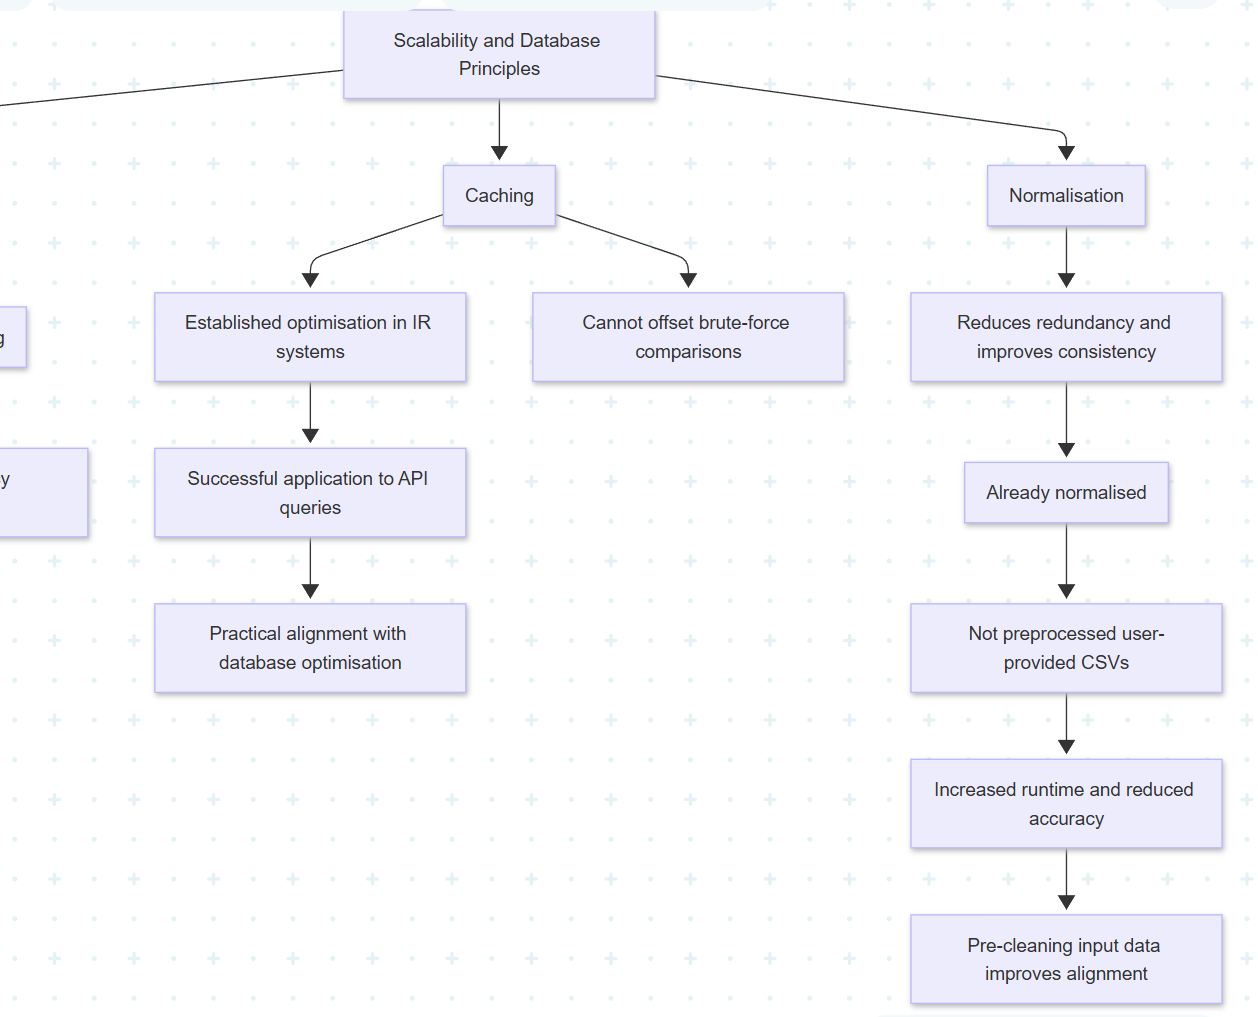 Scalability and Database
Principles
Caching
Normalisation
Established optimisation in IR
systems
Cannot offset brute-force
comparisons
Reduces redundancy and
improves consistency
g
Successful application to API
queries
Already normalised
y
Practical alignment with
database optimisation
Not preprocessed user-
provided CSVs
Increased runtime and reduced
accuracy
Pre-cleaning input data
improves alignment